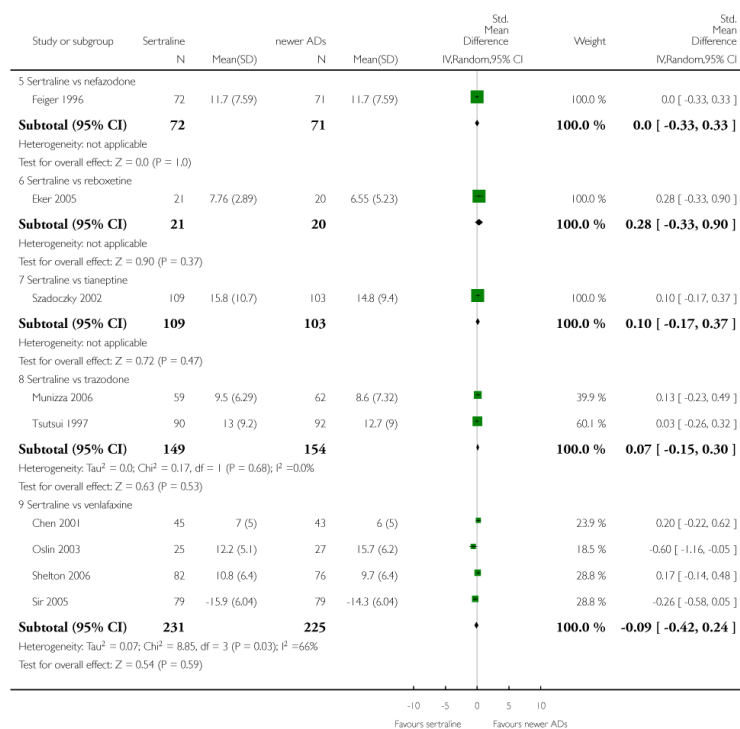 Study or subgroup Sertraline newer ADs Std. Mean Difference Weight Std. Mean Difference
N Mean(SD) N Mean(SD) IV,Random,95% CI IV,Random,95% CI
5 Sertraline vs nefazodone
Feiger 1996 72 11.7 (7.59) 71 11.7 (7.59) 100.0 % 0.0 [ -0.33, 0.33 ]
Subtotal (95% CI) 72 71 100.0 % 0.0 [ -0.33, 0.33 ]
Heterogeneity: not applicable
Test for overall effect: Z = 0.0 (P = 1.0)
6 Sertraline vs reboxetine
Eker 2005 21 7.76 (2.89) 20 6.55 (5.23) 100.0 % 0.28 [ -0.33, 0.90 ]
Subtotal (95% CI) 21 20 100.0 % 0.28 [ -0.33, 0.90 ]
Heterogeneity: not applicable
Test for overall effect: Z = 0.90 (P = 0.37)
7 Sertraline vs tianeptine
Szadoczky 2002 109 15.8 (10.7) 103 14.8 (9.4) 100.0 % 0.10 [ -0.17, 0.37 ]
Subtotal (95% CI) 109 103 100.0 % 0.10 [ -0.17, 0.37 ]
Heterogeneity: not applicable
Test for overall effect: Z = 0.72 (P = 0.47)
8 Sertraline vs trazodone
Munizza 2006 59 9.5 (6.29) 62 8.6 (7.32) 39.9 % 0.13 [ -0.23, 0.49 ]
Tsutsui 1997 90 13 (9.2) 92 12.7 (9) 60.1 % 0.03 [ -0.26, 0.32 ]
Subtotal (95% CI) 149 154 100.0 % 0.07 [ -0.15, 0.30 ]
Heterogeneity: Tau² = 0.0; Chi² = 0.17, df = 1 (P = 0.68); I² =0.0%
Test for overall effect: Z = 0.63 (P = 0.53)
9 Sertraline vs venlafaxine
Chen 2001 45 7 (5) 43 6 (5) 23.9 % 0.20 [ -0.22, 0.62 ]
Oslin 2003 25 12.2 (5.1) 27 15.7 (6.2) 18.5 % -0.60 [ -1.16, -0.05 ]
Shelton 2006 82 10.8 (6.4) 76 9.7 (6.4) 28.8 % 0.17 [ -0.14, 0.48 ]
Sir 2005 79 -15.9 (6.04) 79 -14.3 (6.04) 28.8 % -0.26 [ -0.58, 0.05 ]
Subtotal (95% CI) 231 225 100.0 % -0.09 [ -0.42, 0.24 ]
Heterogeneity: Tau² = 0.07; Chi² = 8.85, df = 3 (P = 0.03); I² =66%
Test for overall effect: Z = 0.54 (P = 0.59)
-10 -5 0 5 10
Favours sertraline Favours newer ADs